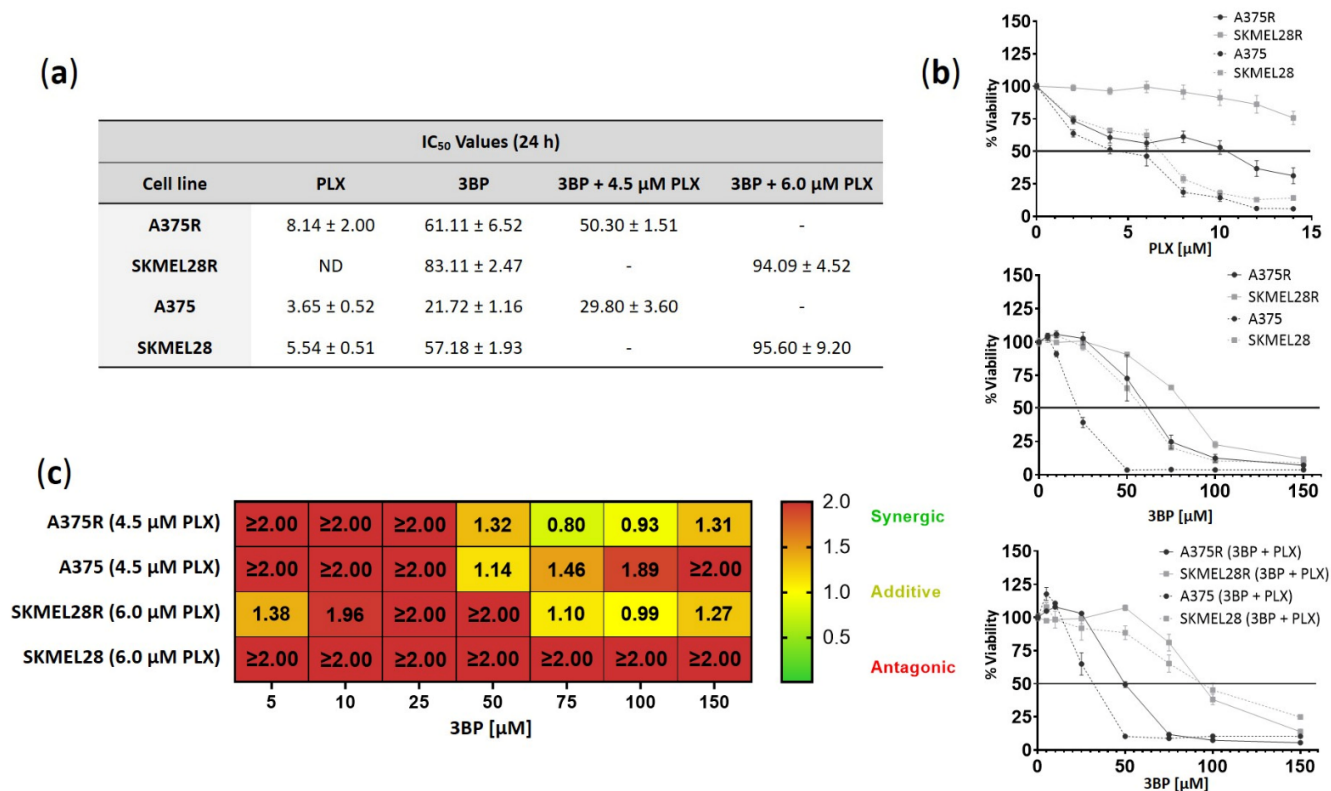 (a)
IC₅₀ Values (24 h)
Cell line PLX 3BP 3BP + 4.5 µM PLX 3BP + 6.0 µM PLX
A375R 8.14 ± 2.00 61.11 ± 6.52 50.30 ± 1.51 -
SKMEL28R ND 83.11 ± 2.47 - 94.09 ± 4.52
A375 3.65 ± 0.52 21.72 ± 1.16 29.80 ± 3.60 -
SKMEL28 5.54 ± 0.51 57.18 ± 1.93 - 95.60 ± 9.20
(b)
A375R
SKMEL28R
A375
SKMEL28
% Viability
150
125
100
75
50
25
0
0 5 10 15
PLX [µM]
A375R
SKMEL28R
A375
SKMEL28
% Viability
150
125
100
75
50
25
0
0 50 100 150
3BP [µM]
A375R (3BP + PLX)
SKMEL28R (3BP + PLX)
A375 (3BP + PLX)
SKMEL28 (3BP + PLX)
% Viability
150
125
100
75
50
25
0
0 50 100 150
3BP [µM]
(c)
A375R (4.5 µM PLX) ≥2.00 ≥2.00 ≥2.00 1.32 0.80 0.93 1.31
A375 (4.5 µM PLX) ≥2.00 ≥2.00 ≥2.00 1.14 1.46 1.89 ≥2.00
SKMEL28R (6.0 µM PLX) 1.38 1.96 ≥2.00 ≥2.00 1.10 0.99 1.27
SKMEL28 (6.0 µM PLX) ≥2.00 ≥2.00 ≥2.00 ≥2.00 ≥2.00 ≥2.00 ≥2.00
5 10 25 50 75 100 150
3BP [µM]
2.0
1.5
1.0
0.5
Synergic
Additive
Antagonic